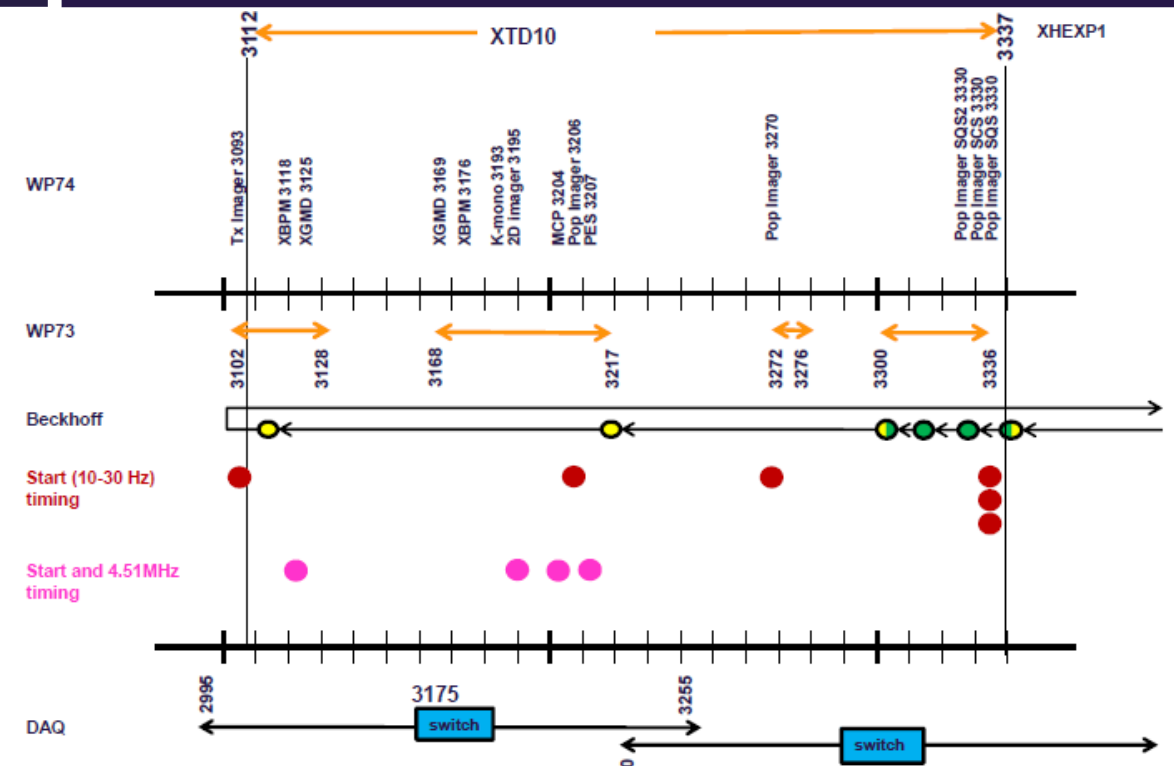 3112
XTD10
3337
XHEXP1
WP74
Tx Imager 3093
XBPM 3118
XGMD 3125
XGMD 3169
XBPM 3176
K-mono 3193
2D imager 3195
MCP 3204
Pop Imager 3206
PES 3207
Pop Imager 3270
Pop Imager SQS2 3330
Pop Imager SCS 3330
Pop Imager SQS 3330
WP73
3102
3128
3168
3217
3272
3276
3300
3336
Beckhoff
Start (10-30 Hz)
timing
Start and 4.51MHz
timing
2995
3175
3255
DAQ
switch
switch